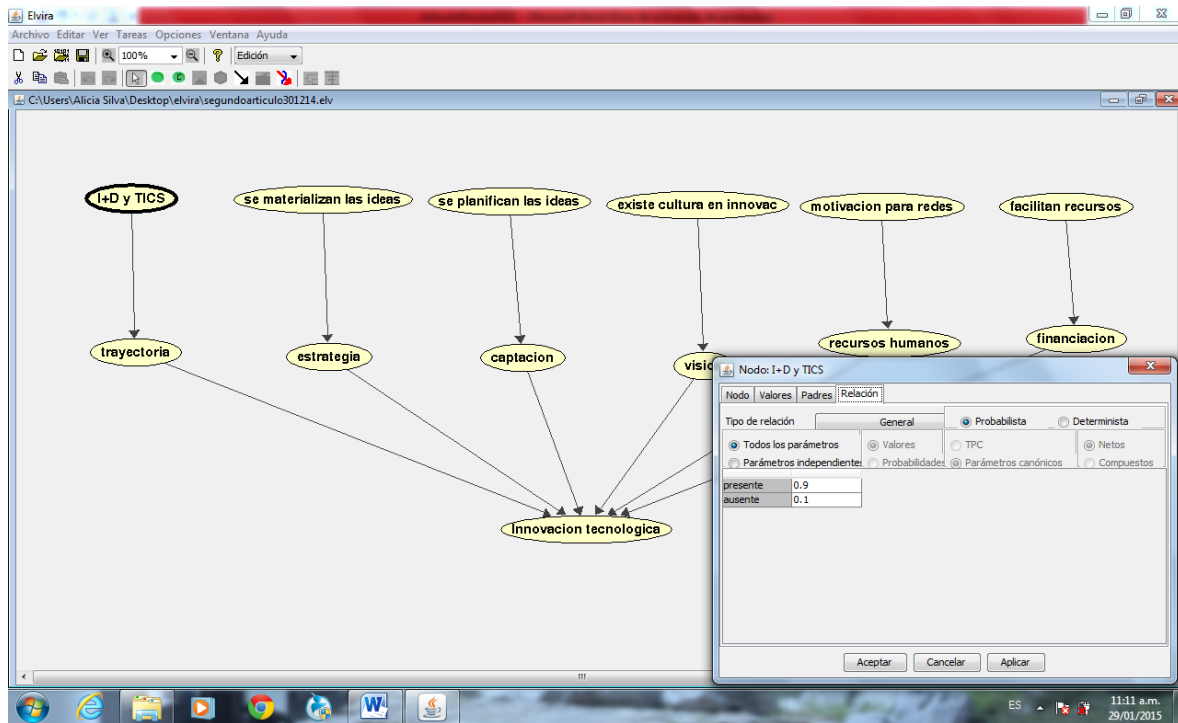 Elvira
Archivo Editar Ver Tareas Opciones Ventana Ayuda
100% Edición
C:\Users\Alicia Silva\Desktop\elvira\segundoarticulo301214.elv
I+D y TICS
se materializan las ideas
se planifican las ideas
existe cultura en innovac
motivacion para redes
facilitan recursos
trayectoria
estrategia
captacion
visio
recursos humanos
financiacion
Innovacion tecnologica
Nodo: I+D y TICS
Nodo Valores Padres Relación
Tipo de relación General Probabilista Determinista
Todos los parámetros Valores TPC Netos
Parámetros independientes Probabilidades Parámetros canónicos Compuestos
presente 0.9
ausente 0.1
Aceptar Cancelar Aplicar
ES 11:11 a.m.
29/01/2015